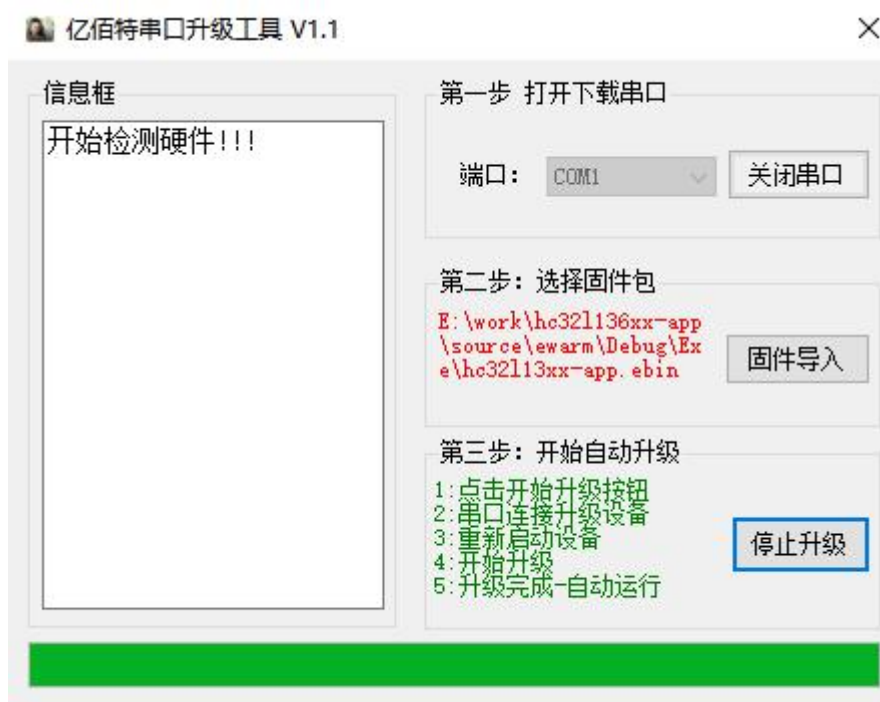 亿佰特串口升级工具 V1.1
信息框
开始检测硬件!!!
第一步 打开下载串口
端口:
COM1
关闭串口
第二步: 选择固件包
E:\work\hc32l136xx-app
\source\ewarm\Debug\Ex
e\hc32l13xx-app.ebin
固件导入
第三步: 开始自动升级
1:点击开始升级按钮
2:串口连接升级设备
3:重新启动设备
4:开始升级
5:升级完成-自动运行
停止升级